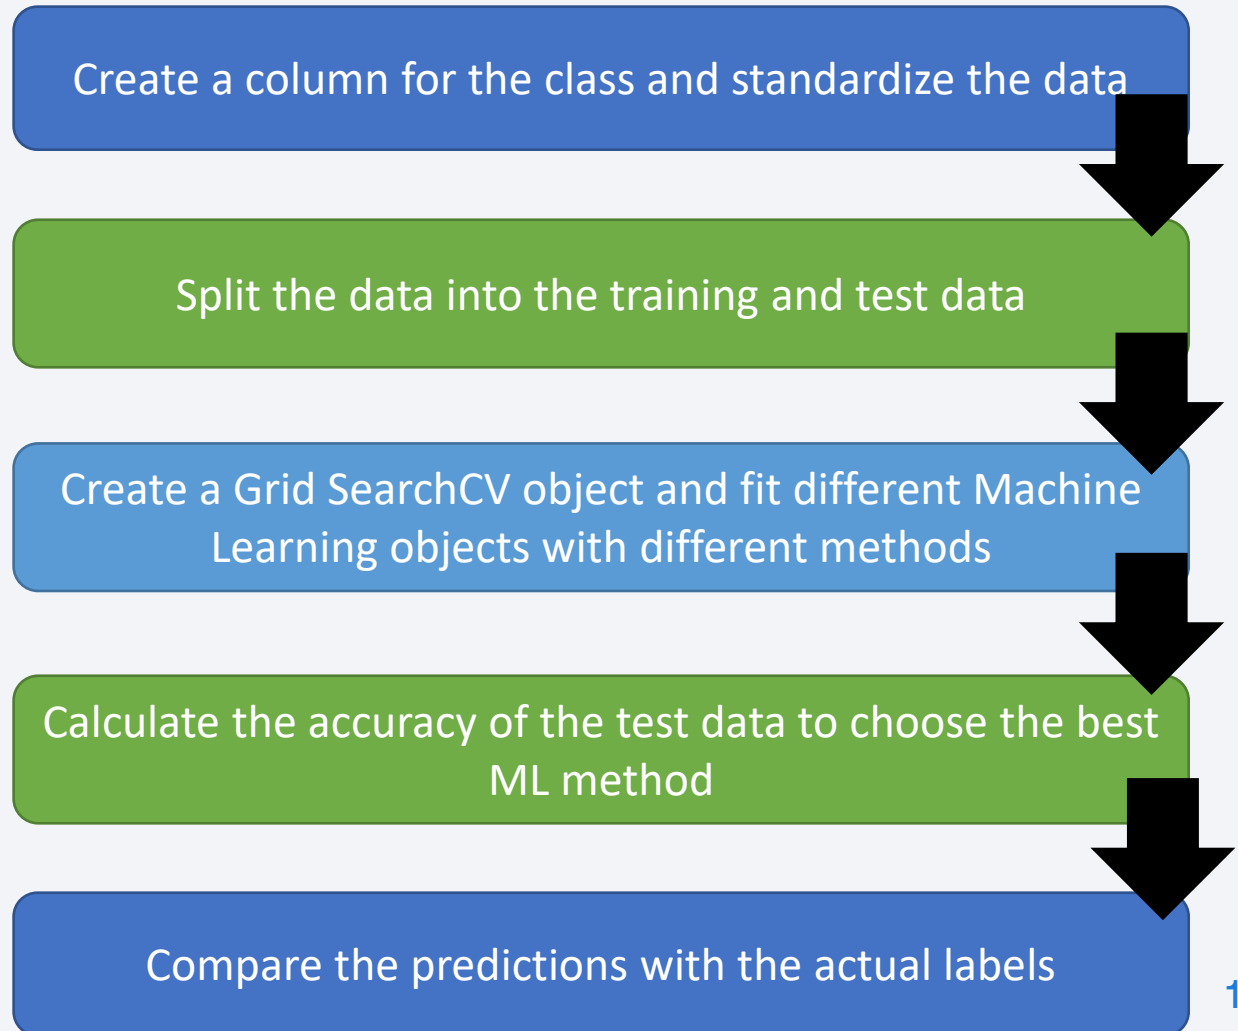 Create a column for the class and standardize the data
Split the data into the training and test data
Create a Grid SearchCV object and fit different Machine
Learning objects with different methods
Calculate the accuracy of the test data to choose the best
ML method
Compare the predictions with the actual labels
1